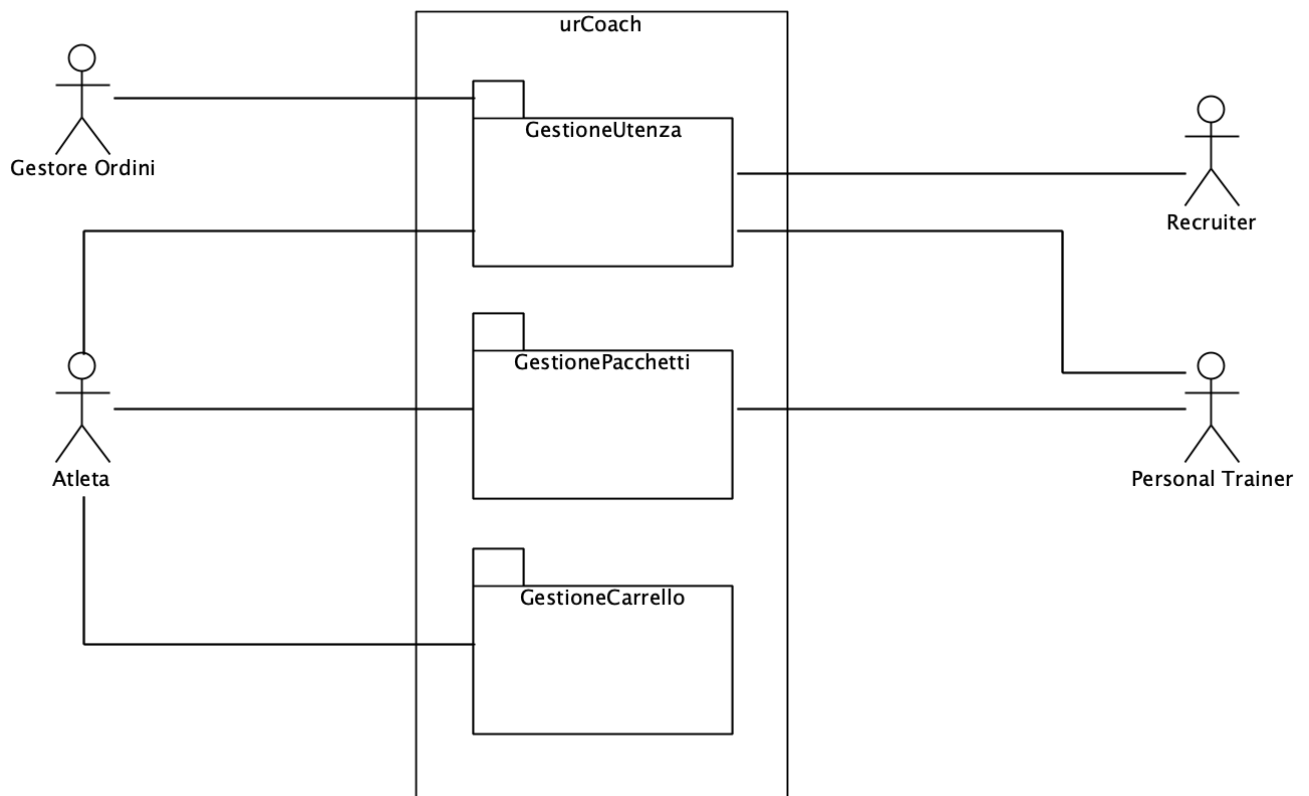 urCoach
GestioneUtenza
Gestore Ordini
Recruiter
GestionePacchetti
Atleta
Personal Trainer
GestioneCarrello